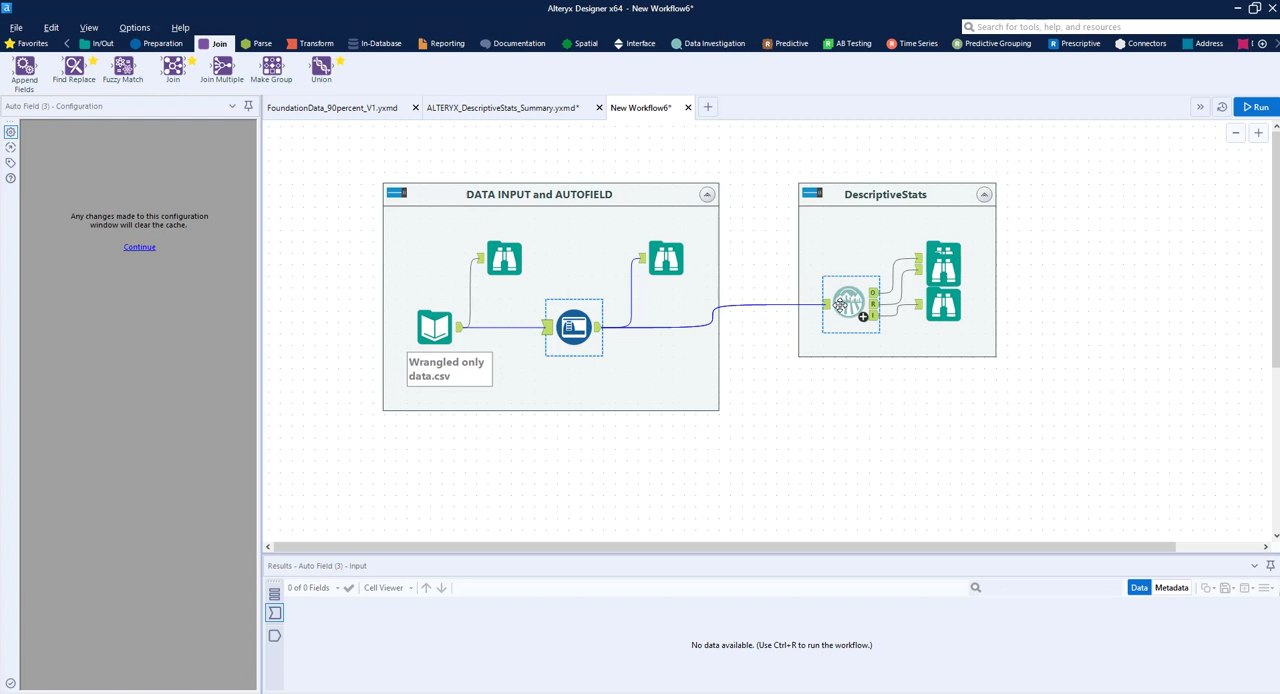 Alteryx Designer x64 - New Workflow6*
File Edit View Options Help
Search for tools, help, and resources
Favorites In/Out Preparation Join Parse Transform In-Database Reporting Documentation Spatial Interface Data Investigation Predictive AB Testing Time Series Predictive Grouping Prescriptive Connectors Address
Append Fields
Find Replace
Fuzzy Match
Join
Join Multiple
Make Group
Union
Auto Field (3) - Configuration
FoundationData_90percent_V1.yxmd
ALTERYX_DescriptiveStats_Summary.yxmd*
New Workflow6*
Run
Any changes made to this configuration
window will clear the cache.
Continue
DATA INPUT and AUTOFIELD
Wrangled only
data.csv
DescriptiveStats
O
R
I
Results - Auto Field (3) - Input
0 of 0 Fields
Cell Viewer
Data
Metadata
No data available. (Use Ctrl+R to run the workflow.)